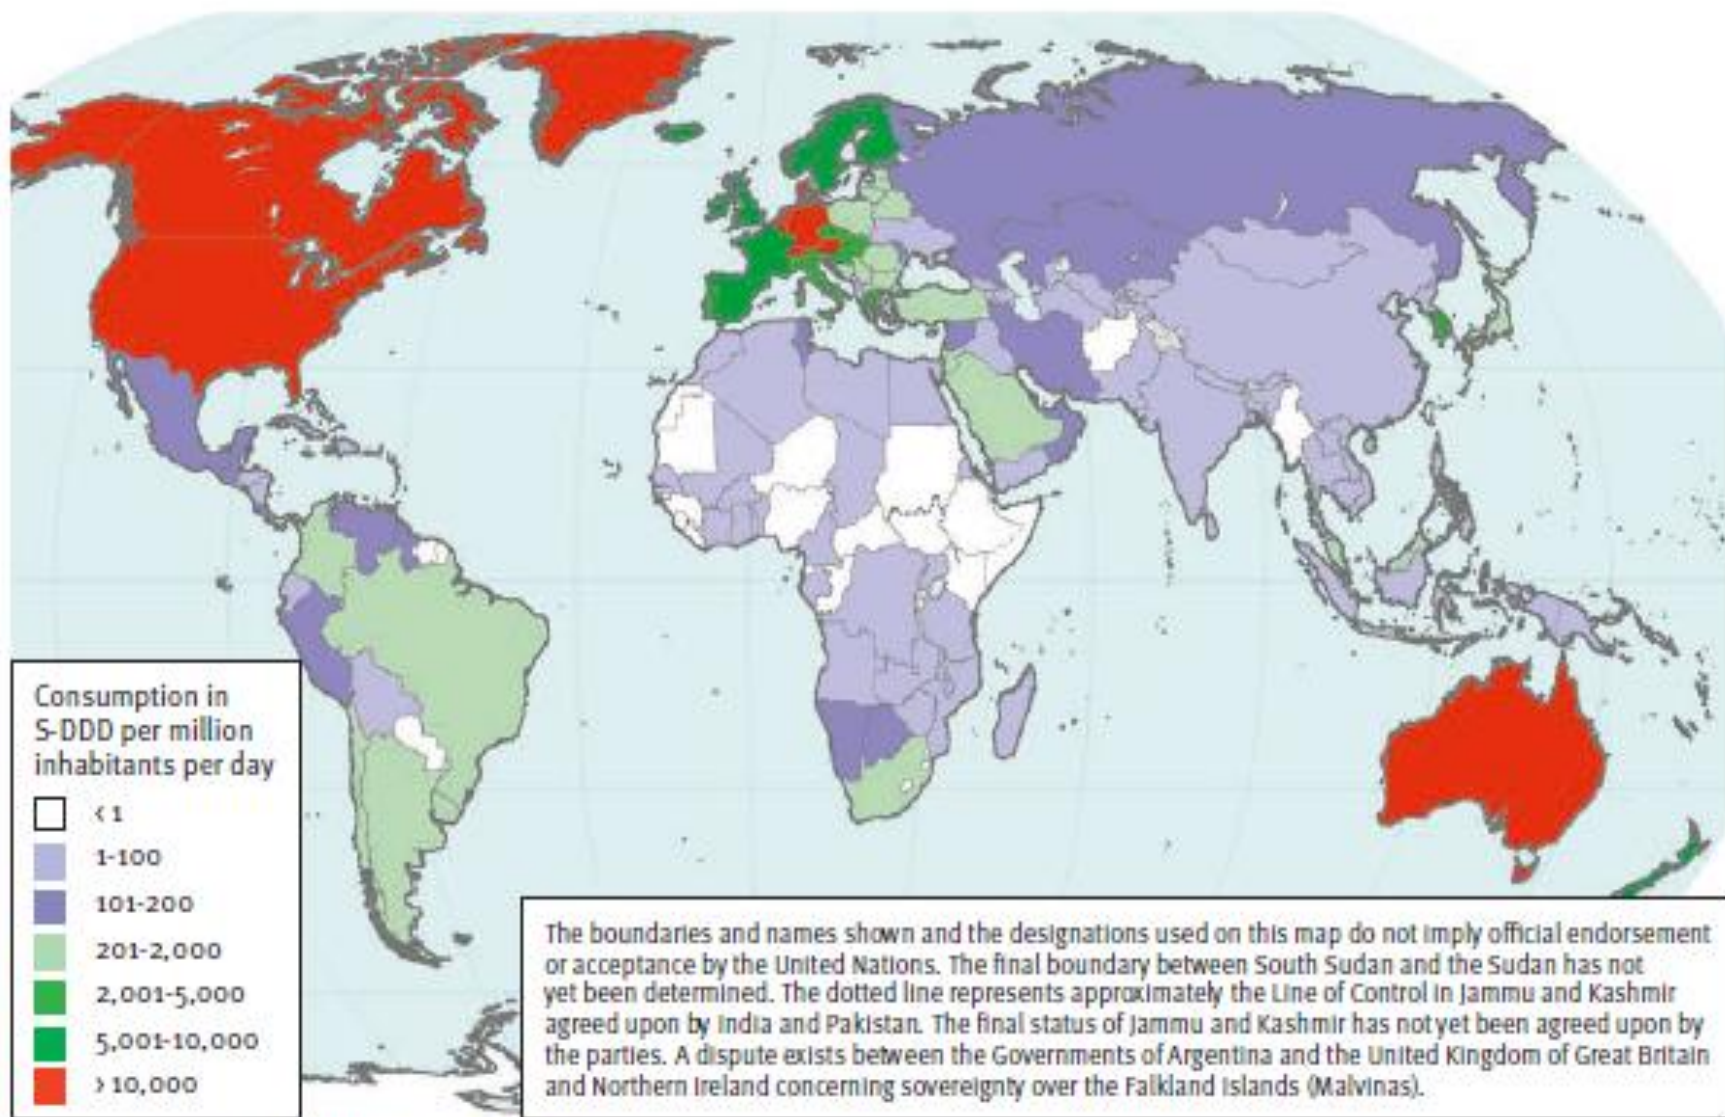 Consumption in
S-DDD per million
inhabitants per day
< 1
1-100
101-200
201-2,000
2,001-5,000
5,001-10,000
> 10,000
The boundaries and names shown and the designations used on this map do not imply official endorsement
or acceptance by the United Nations. The final boundary between South Sudan and the Sudan has not
yet been determined. The dotted line represents approximately the Line of Control in Jammu and Kashmir
agreed upon by India and Pakistan. The final status of Jammu and Kashmir has not yet been agreed upon by
the parties. A dispute exists between the Governments of Argentina and the United Kingdom of Great Britain
and Northern Ireland concerning sovereignty over the Falkland Islands (Malvinas).